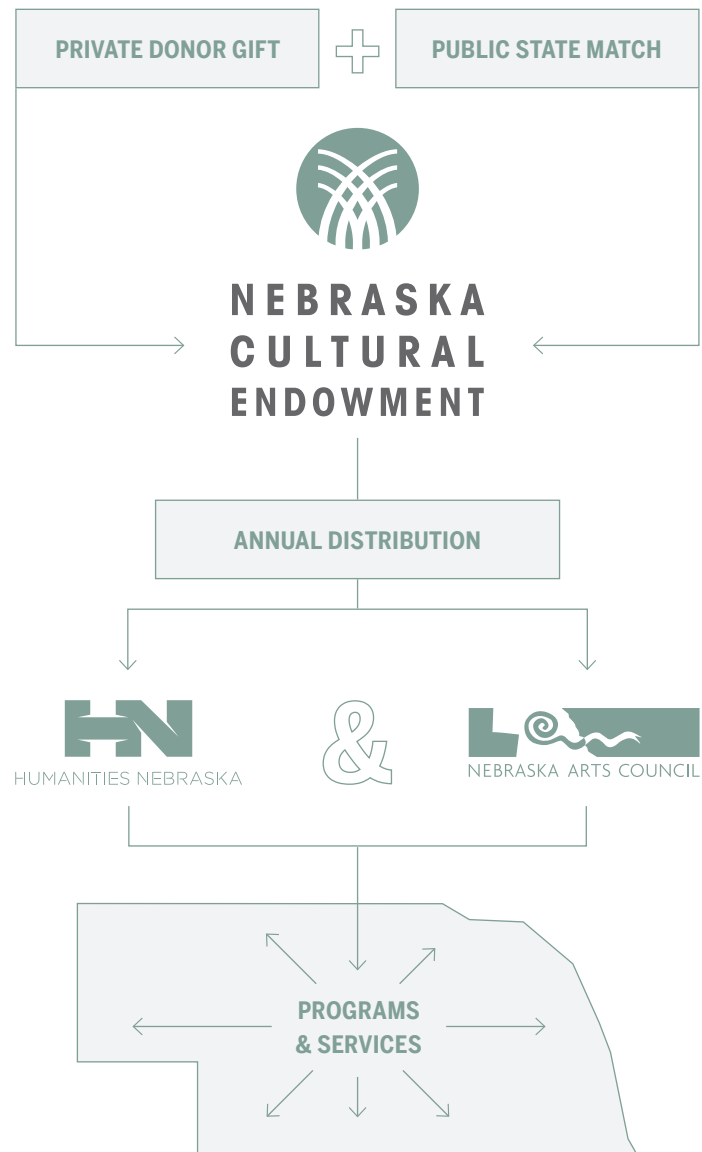 PRIVATE DONOR GIFT
+
PUBLIC STATE MATCH
NEBRASKA
CULTURAL
ENDOWMENT
ANNUAL DISTRIBUTION
HN
HUMANITIES NEBRASKA
&
NEBRASKA ARTS COUNCIL
PROGRAMS
& SERVICES